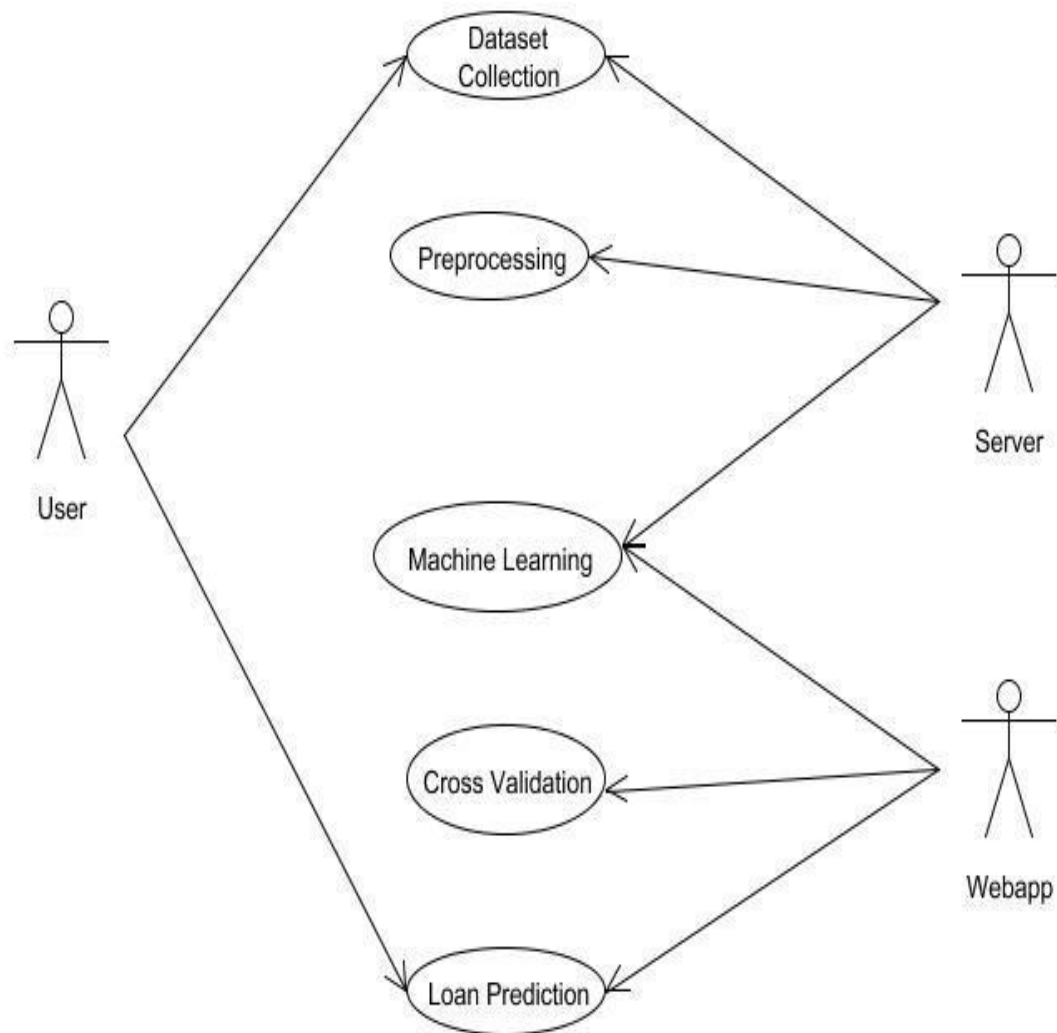 Dataset
Collection
Preprocessing
Server
User
Machine Learning
Cross Validation
Webapp
Loan Prediction